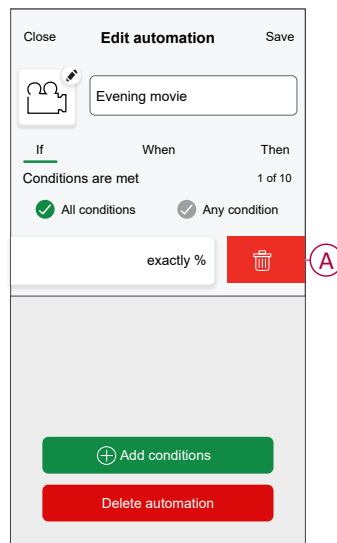 Close Edit automation Save
Evening movie
If When Then
Conditions are met 1 of 10
All conditions Any condition
exactly %
A
Add conditions
Delete automation